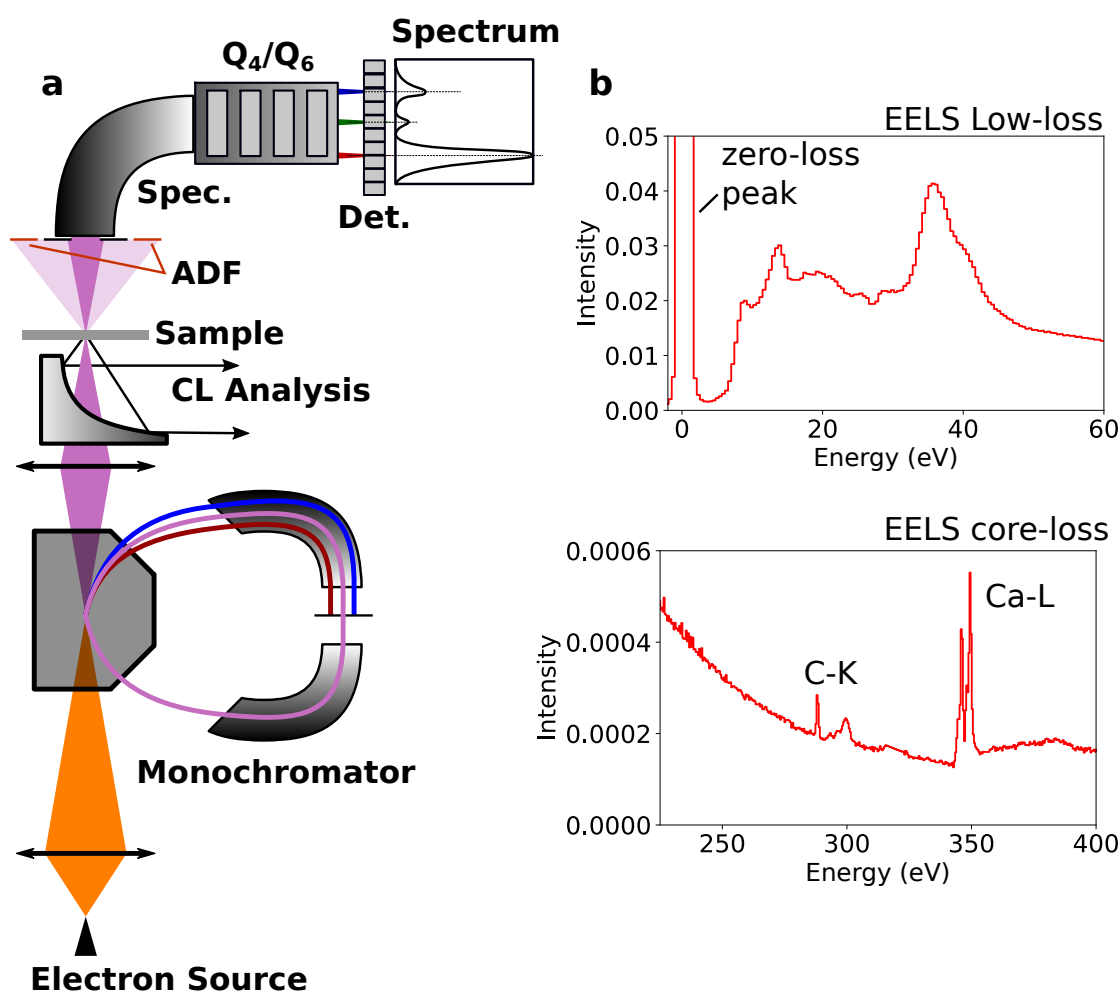 a
Q4/Q6
Spectrum
Spec.
Det.
ADF
Sample
CL Analysis
Monochromator
Electron Source
b
EELS Low-loss
zero-loss
peak
0.05
0.04
0.03
0.02
0.01
0.00
Intensity
0
20
40
60
Energy (eV)
EELS core-loss
0.0006
0.0004
0.0002
0.0000
Intensity
C-K
Ca-L
250
300
350
400
Energy (eV)